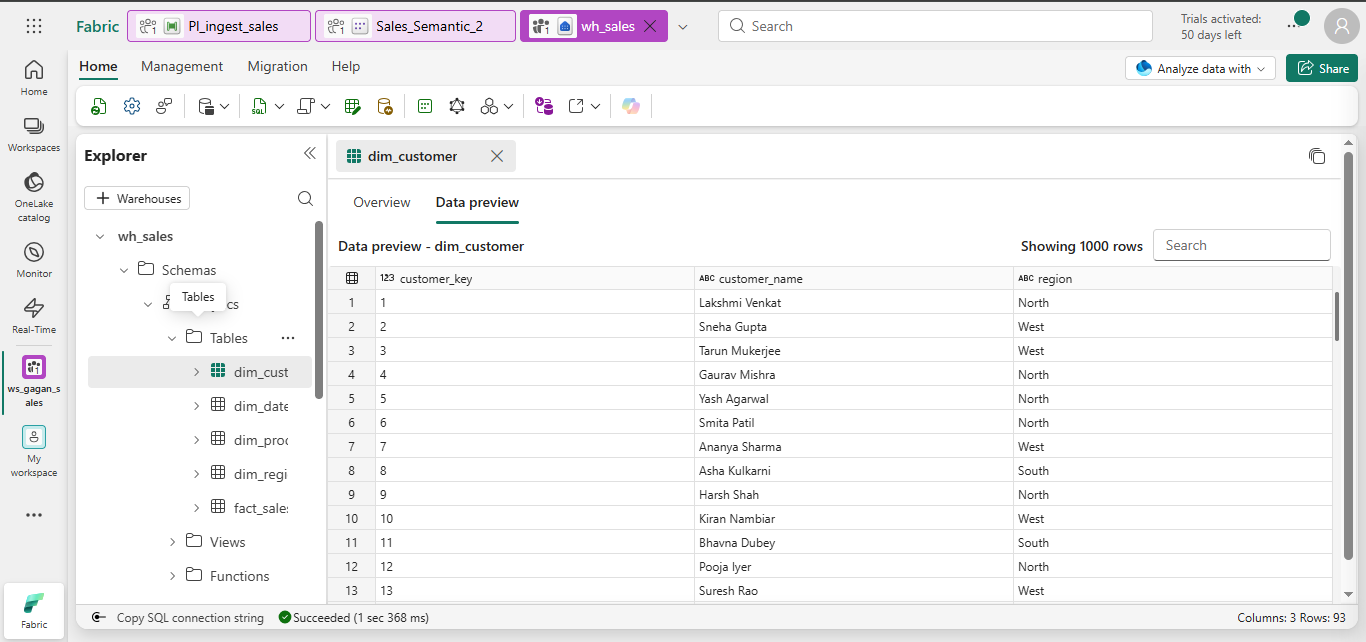 Fabric
Pl_ingest_sales
Sales_Semantic_2
wh_sales
Search
Trials activated:
50 days left
Home
Workspaces
OneLake
catalog
Monitor
Real-Time
ws_gagan_s
ales
My
workspace
Fabric
Home Management Migration Help
Analyze data with
Share
SQL
Explorer
Warehouses
wh_sales
Schemas
cs
Tables
Tables
dim_cust
dim_date
dim_proc
dim_regi
fact_sales
Views
Functions
dim_customer
Overview Data preview
Data preview - dim_customer
Showing 1000 rows
Search
123 customer_key ABC customer_name ABC region
1 1 Lakshmi Venkat North
2 2 Sneha Gupta West
3 3 Tarun Mukerjee West
4 4 Gaurav Mishra North
5 5 Yash Agarwal North
6 6 Smita Patil North
7 7 Ananya Sharma West
8 8 Asha Kulkarni South
9 9 Harsh Shah North
10 10 Kiran Nambiar West
11 11 Bhavna Dubey South
12 12 Pooja Iyer North
13 13 Suresh Rao West
Copy SQL connection string
Succeeded (1 sec 368 ms)
Columns: 3 Rows: 93